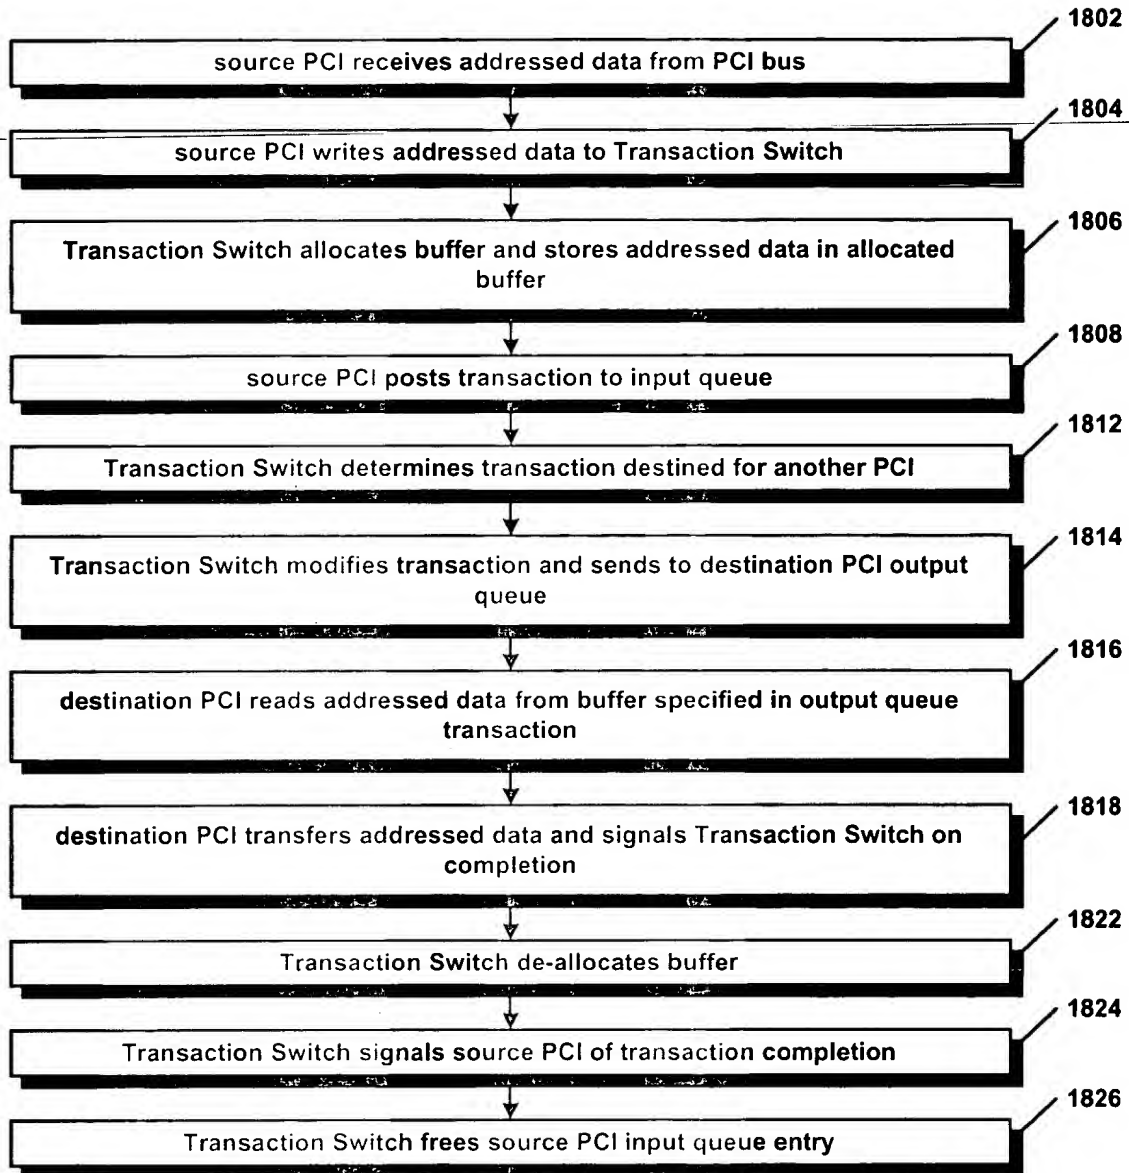 1802
source PCI receives addressed data from PCI bus
1804
source PCI writes addressed data to Transaction Switch
1806
Transaction Switch allocates buffer and stores addressed data in allocated
buffer
1808
source PCI posts transaction to input queue
1812
Transaction Switch determines transaction destined for another PCI
1814
Transaction Switch modifies transaction and sends to destination PCI output
queue
1816
destination PCI reads addressed data from buffer specified in output queue
transaction
1818
destination PCI transfers addressed data and signals Transaction Switch on
completion
1822
Transaction Switch de-allocates buffer
1824
Transaction Switch signals source PCI of transaction completion
1826
Transaction Switch frees source PCI input queue entry